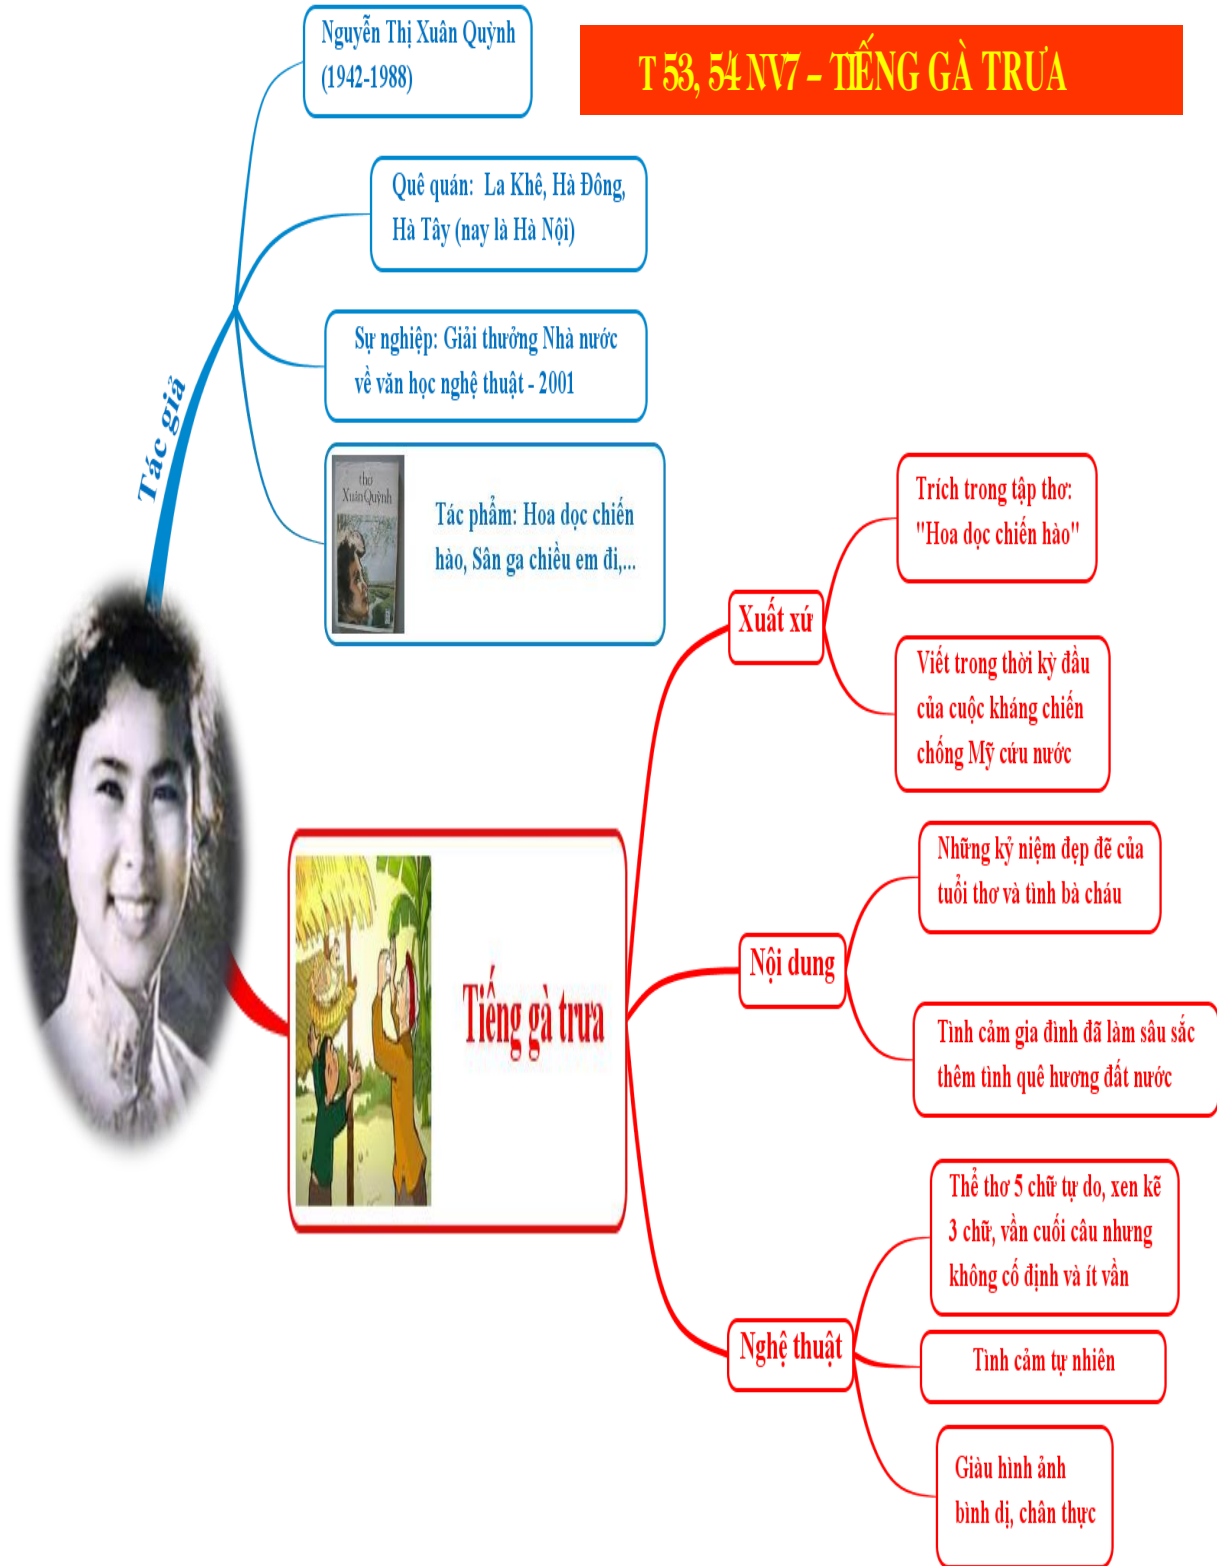 T 53, 54 NV7 – TIẾNG GÀ TRƯA
Nguyễn Thị Xuân Quỳnh
(1942-1988)
Quê quán: La Khê, Hà Đông,
Hà Tây (nay là Hà Nội)
Sự nghiệp: Giải thưởng Nhà nước
về văn học nghệ thuật - 2001
thơ
Xuân Quỳnh
Tác phẩm: Hoa dọc chiến
hào, Sân ga chiều em đi,...
Tác giả
Tiếng gà trưa
Xuất xứ
Trích trong tập thơ:
"Hoa dọc chiến hào"
Viết trong thời kỳ đầu
của cuộc kháng chiến
chống Mỹ cứu nước
Nội dung
Những kỷ niệm đẹp đẽ của
tuổi thơ và tình bà cháu
Tình cảm gia đình đã làm sâu sắc
thêm tình quê hương đất nước
Nghệ thuật
Thể thơ 5 chữ tự do, xen kẽ
3 chữ, vần cuối câu nhưng
không cố định và ít vần
Tình cảm tự nhiên
Giàu hình ảnh
bình dị, chân thực